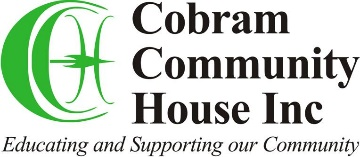 Cobram
Community
House Inc
Educating and Supporting our Community